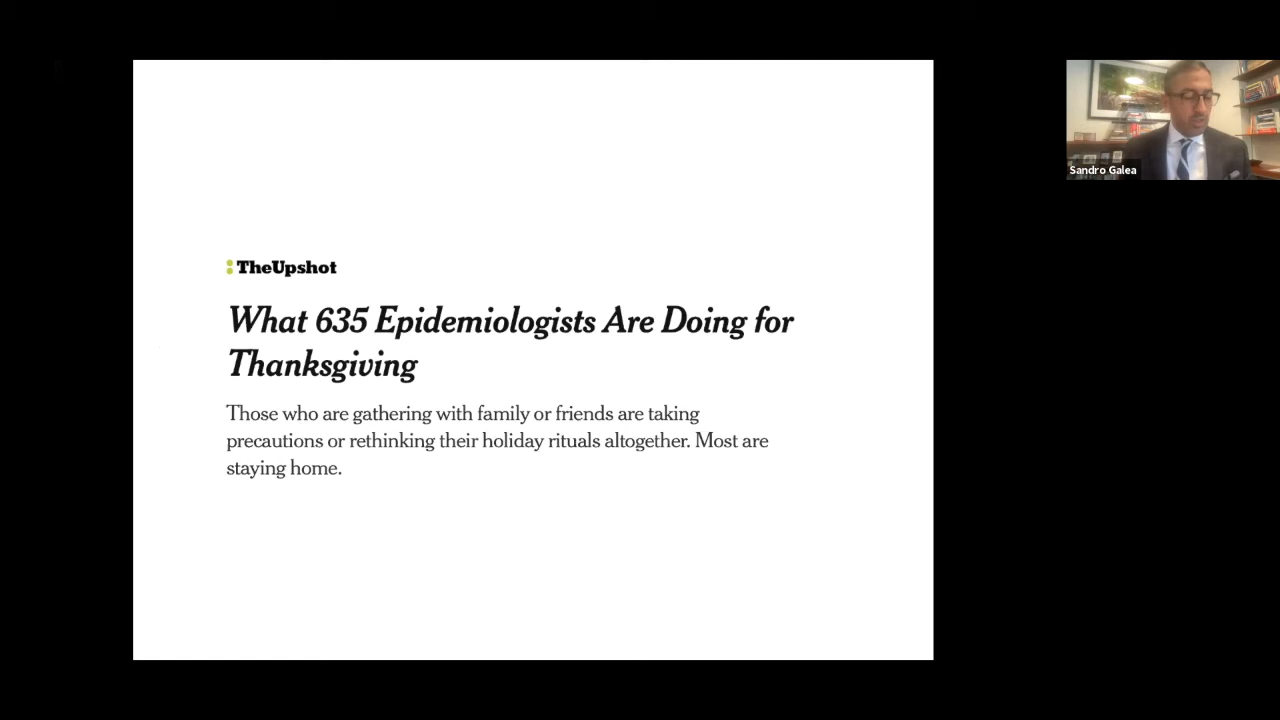 TheUpshot
What 635 Epidemiologists Are Doing for
Thanksgiving
Those who are gathering with family or friends are taking
precautions or rethinking their holiday rituals altogether. Most are
staying home.
Sandro Galea